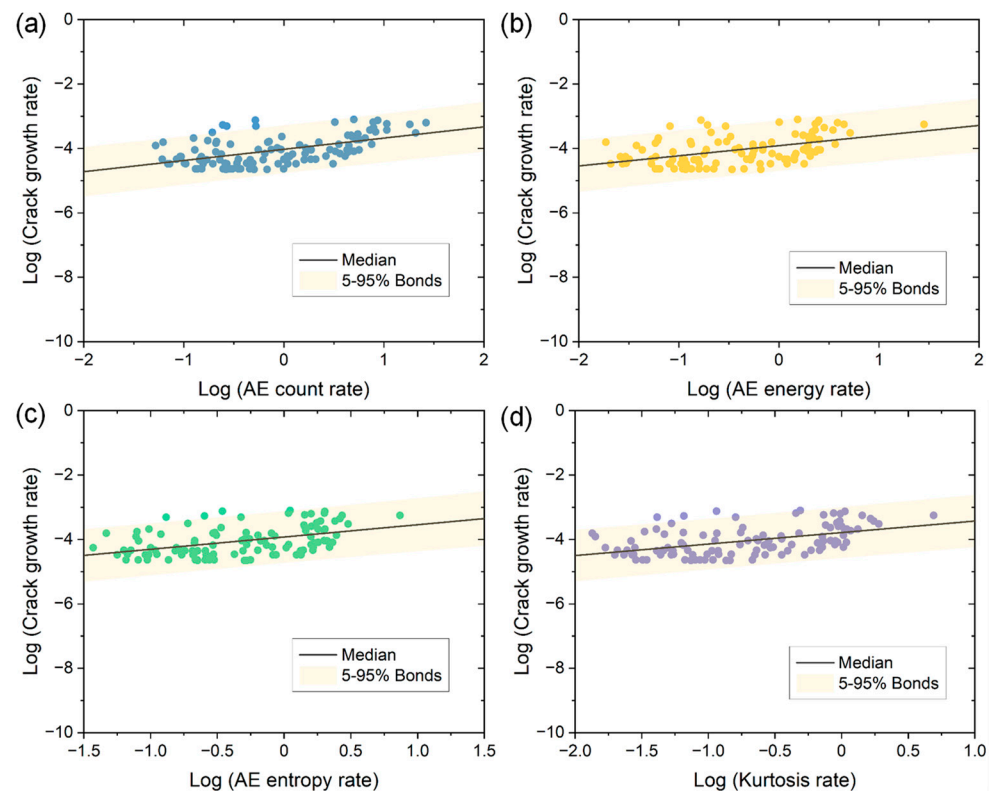 (a)
0
−2
−4
−6
−8
−10
Log (Crack growth rate)
Median
5-95% Bonds
−2 −1 0 1 2
Log (AE count rate)
(b)
0
−2
−4
−6
−8
−10
Log (Crack growth rate)
Median
5-95% Bonds
−2 −1 0 1 2
Log (AE energy rate)
(c)
0
−2
−4
−6
−8
−10
Log (Crack growth rate)
Median
5-95% Bonds
−1.5 −1.0 −0.5 0 0.5 1.0 1.5
Log (AE entropy rate)
(d)
0
−2
−4
−6
−8
−10
Log (Crack growth rate)
Median
5-95% Bonds
−2.0 −1.5 −1.0 −0.5 0 0.5 1.0
Log (Kurtosis rate)